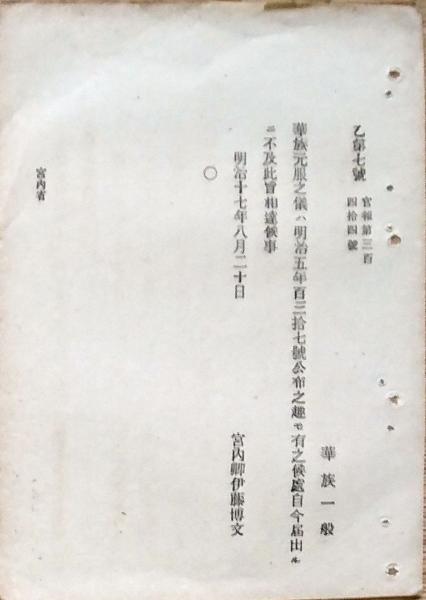 乙第七號
官報第三百
四拾四號
華族一般
華族元服之儀ハ明治五年百三拾七號公布之趣モ有之候處自今届出ル
ニ不及此旨相達候事
明治十七年八月二十日
宮内卿伊藤博文
○
宮内省